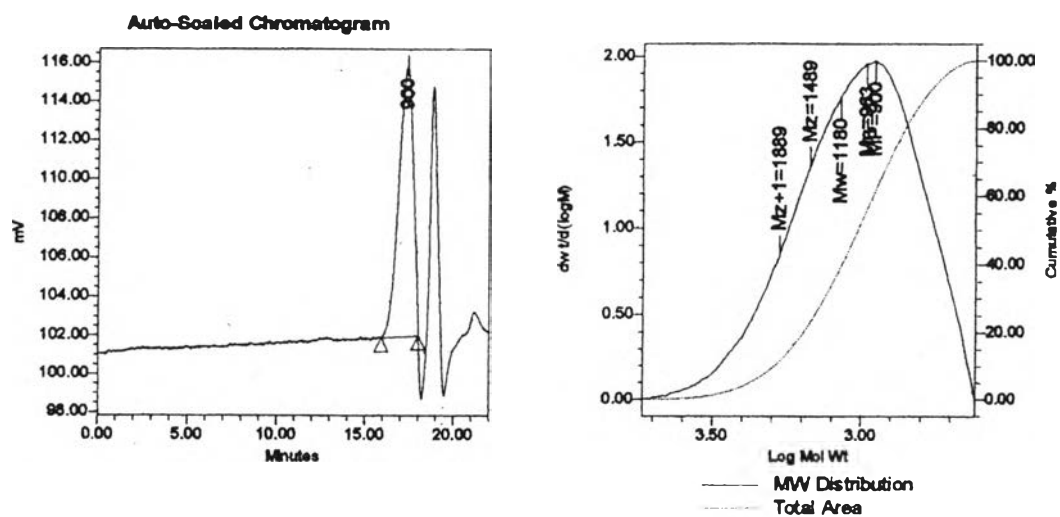 Auto-Scaled Chromatogram
116.00
114.00
112.00
110.00
108.00
106.00
104.00
102.00
100.00
98.00
mV
900
0.00
5.00
10.00
15.00
20.00
Minutes
2.00
1.50
1.00
0.50
0.00
dw t/d(logM)
Mz+1=1889
Mz=1489
Mw=1180
MP=900
100.00
80.00
60.00
40.00
20.00
0.00
Cumulative %
3.50
3.00
Log Mol Wt
MW Distribution
Total Area